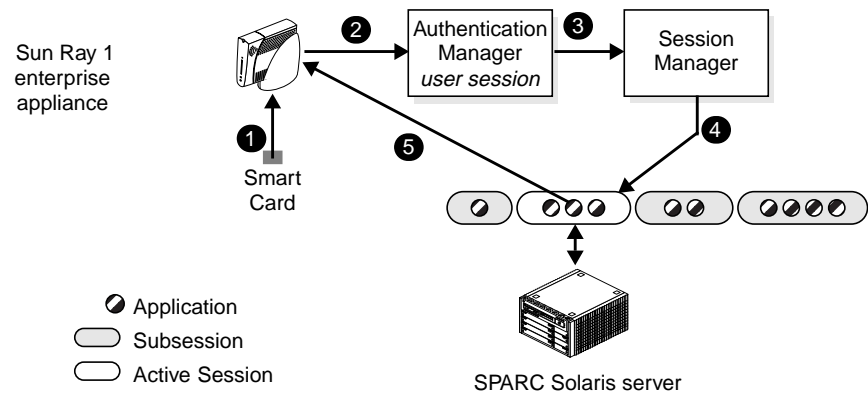 Sun Ray 1
enterprise
appliance
2
Authentication
Manager
user session
3
Session
Manager
1
Smart
Card
5
4
Application
Subsession
Active Session
SPARC Solaris server